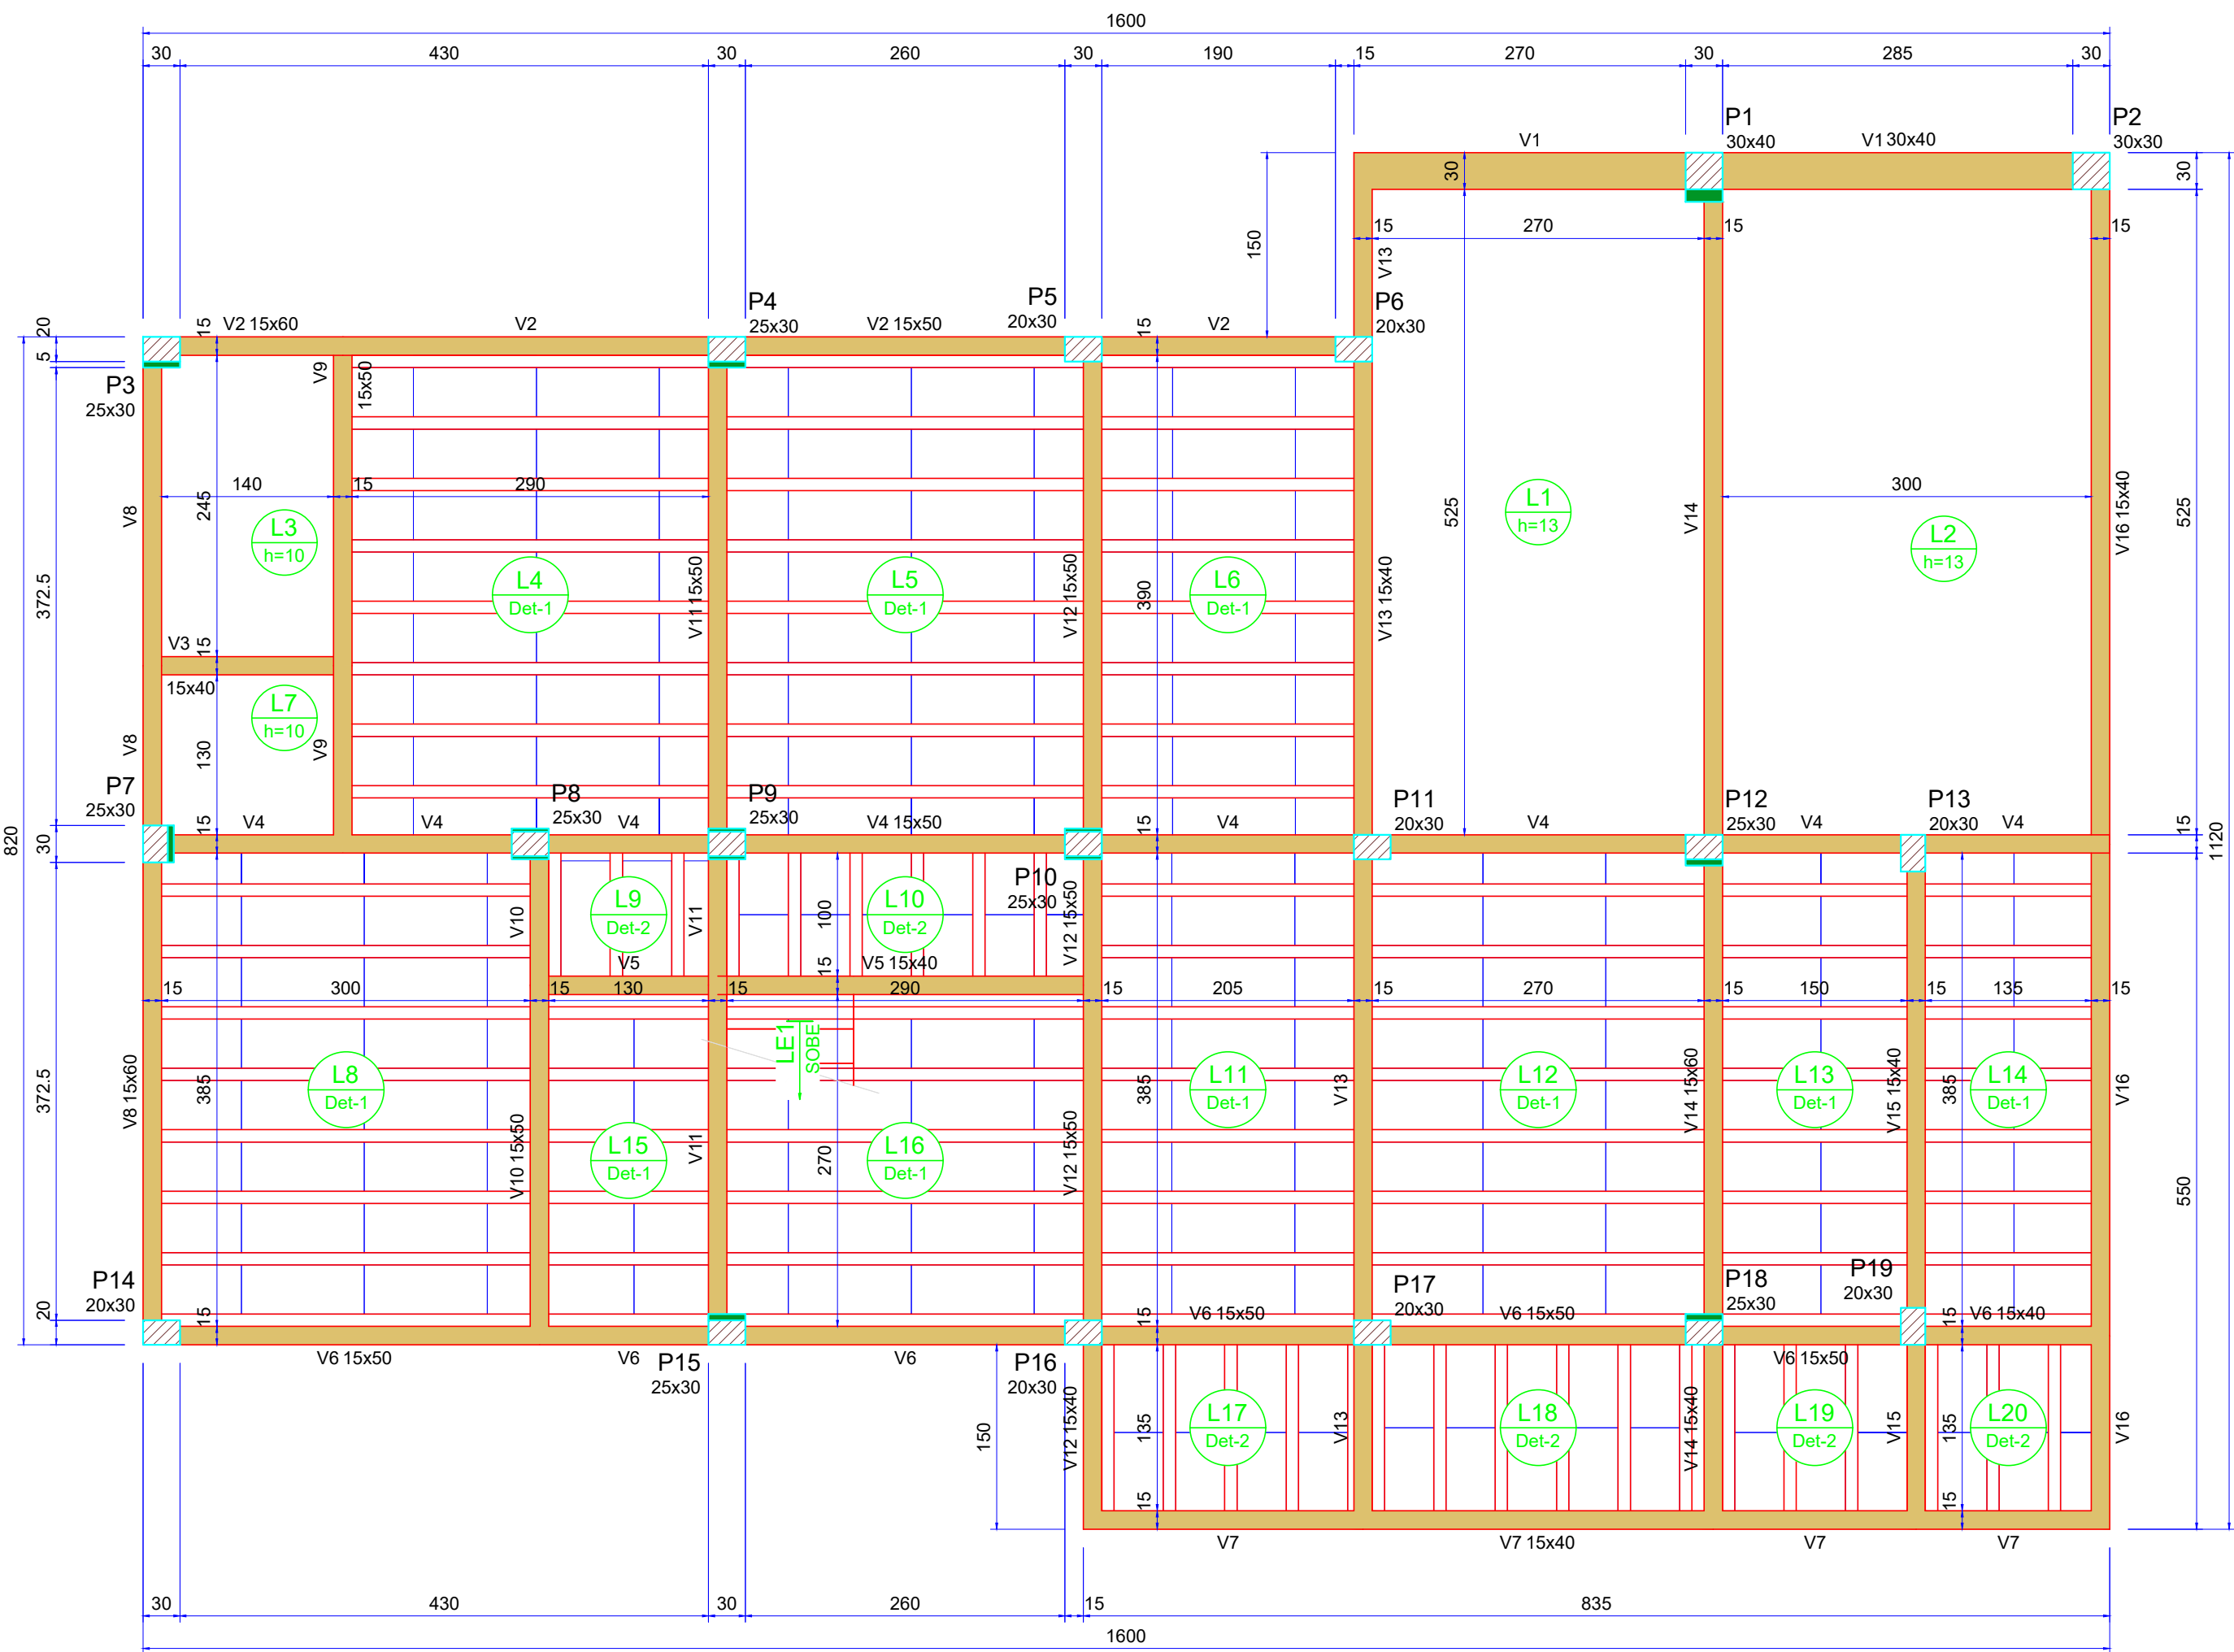 1600
30 430 30 260 30 190 15 270 30 285 30
P1
30x40
P2
30x30
V1
V1 30x40
30
30
15 270 15 15
150
V13
P4
25x30
P5
20x30
P6
20x30
V2 15x60
V2
V2 15x50
V2
20
5
15
15
P3
25x30
V9
15x50
140 15 290
245
V8
300
V14
525
525
V16 15x40
L1
h=13
L2
h=13
L3
h=10
L4
Det-1
L5
Det-1
L6
Det-1
372.5
V11 15x50
V12 15x50
390
V13 15x40
V3
15
15x40
L7
h=10
V8
130
V9
P7
25x30
P8
25x30
P9
25x30
P11
20x30
P12
25x30
P13
20x30
V4
V4
V4
V4 15x50
V4
V4
V4
V4
15
15
15
820
30
1120
P10
25x30
L9
Det-2
L10
Det-2
V10
V11
100
V12 15x50
V5
15
V5 15x40
15 300 15 130 15 290 15 205 15 270 15 150 15 135 15
LE1
SOBE
372.5
V8 15x60
385
L8
Det-1
V10 15x50
L15
Det-1
V11
270
L16
Det-1
V12 15x50
385
L11
Det-1
V13
L12
Det-1
V14 15x60
L13
Det-1
V15 15x40
385
L14
Det-1
V16
550
P14
20x30
20
15
P17
20x30
P18
25x30
P19
20x30
15
V6 15x50
V6 15x50
15
V6 15x40
V6 15x50
V6
P15
25x30
V6
P16
20x30
V6 15x50
150
V12 15x40
135
L17
Det-2
V13
L18
Det-2
V14 15x40
L19
Det-2
V15
135
L20
Det-2
V16
15
15
V7
V7 15x40
V7
V7
30 430 30 260 15 835
1600